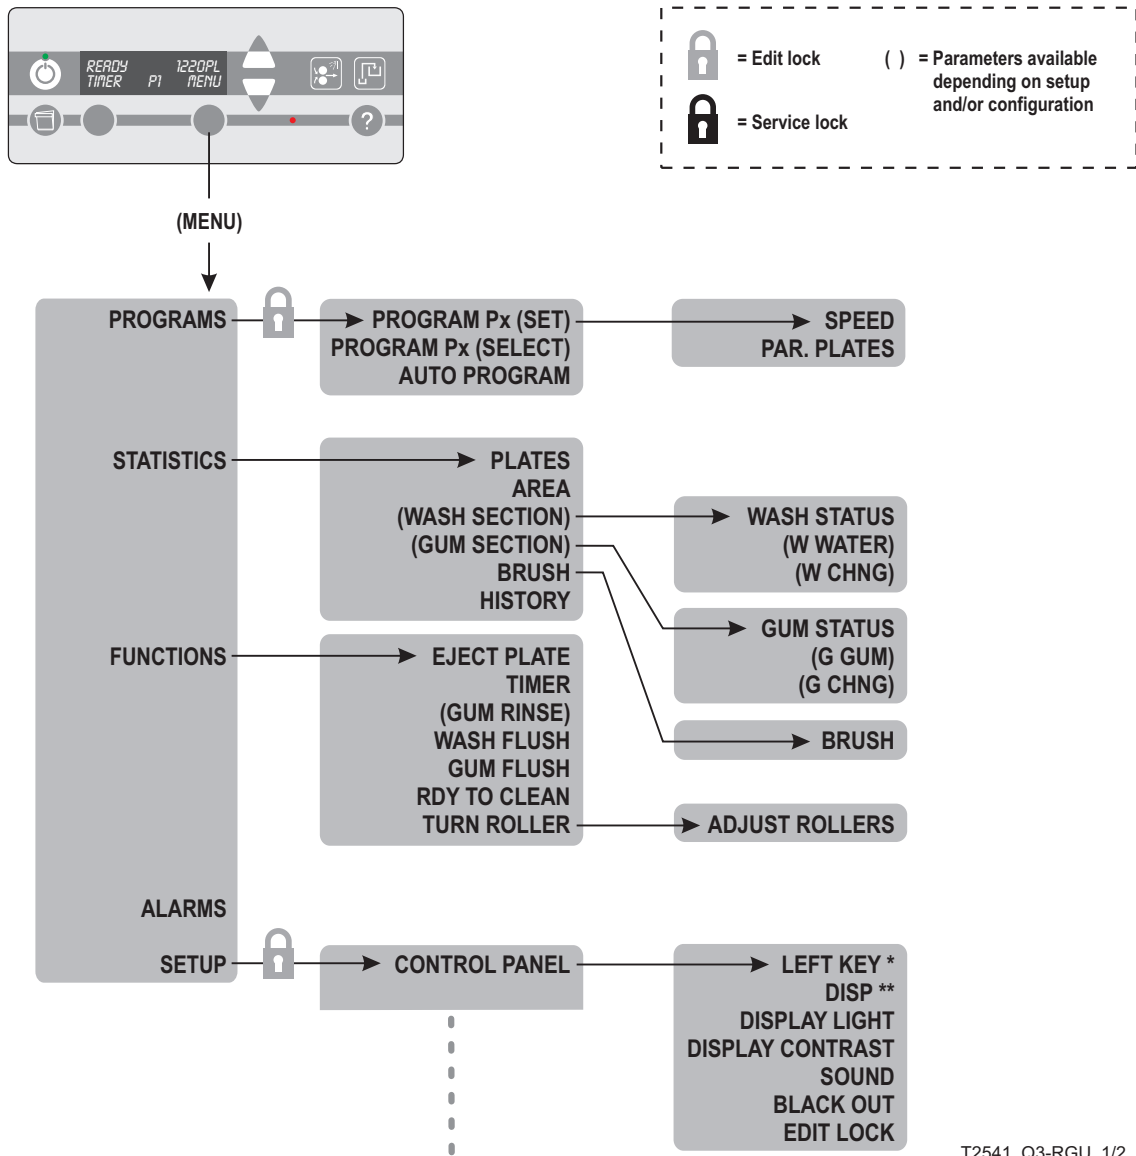 READY 1220PL
TIMER P1 MENU
?
= Edit lock
= Service lock
( ) = Parameters available
depending on setup
and/or configuration
(MENU)
PROGRAMS
PROGRAM Px (SET)
PROGRAM Px (SELECT)
AUTO PROGRAM
SPEED
PAR. PLATES
STATISTICS
PLATES
AREA
(WASH SECTION)
(GUM SECTION)
BRUSH
HISTORY
WASH STATUS
(W WATER)
(W CHNG)
GUM STATUS
(G GUM)
(G CHNG)
BRUSH
FUNCTIONS
EJECT PLATE
TIMER
(GUM RINSE)
WASH FLUSH
GUM FLUSH
RDY TO CLEAN
TURN ROLLER
ADJUST ROLLERS
ALARMS
SETUP
CONTROL PANEL
LEFT KEY *
DISP **
DISPLAY LIGHT
DISPLAY CONTRAST
SOUND
BLACK OUT
EDIT LOCK
T2541_O3-RGU_1/2